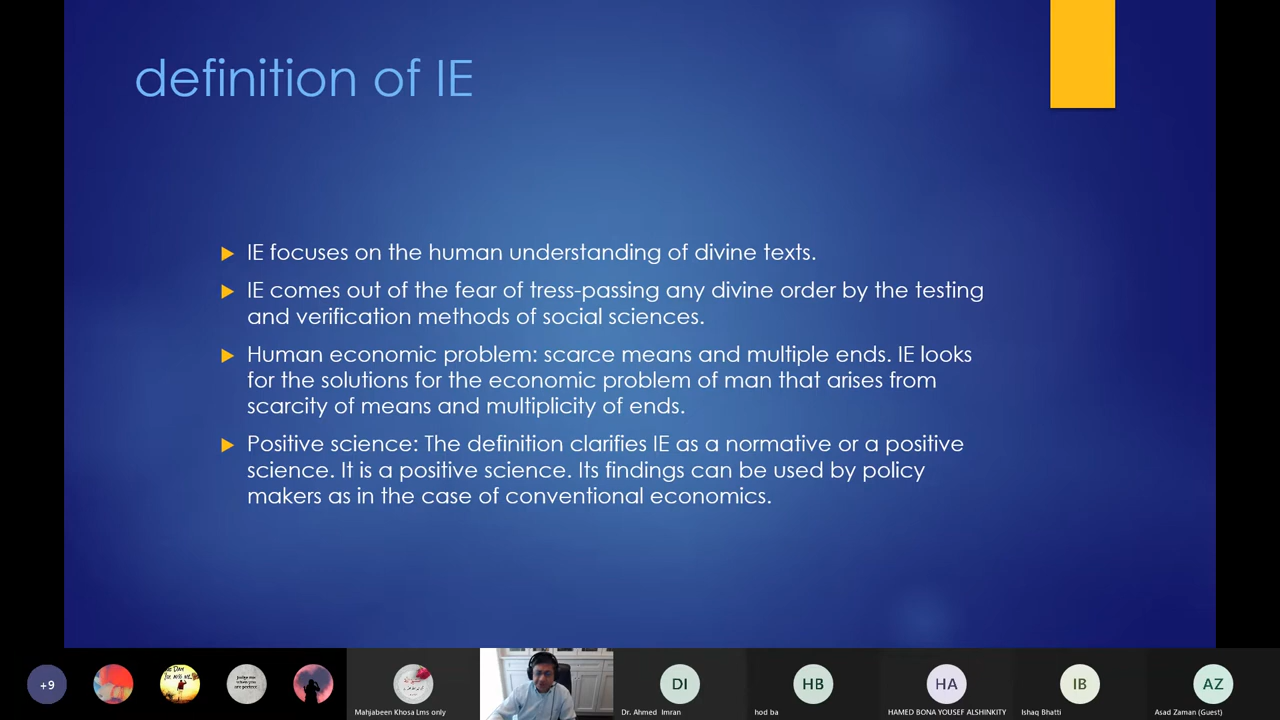 definition of IE
IE focuses on the human understanding of divine texts.
IE comes out of the fear of tress-passing any divine order by the testing
and verification methods of social sciences.
Human economic problem: scarce means and multiple ends. IE looks
for the solutions for the economic problem of man that arises from
scarcity of means and multiplicity of ends.
Positive science: The definition clarifies IE as a normative or a positive
science. It is a positive science. Its findings can be used by policy
makers as in the case of conventional economics.
+9
DI
HB
HA
IB
AZ
Mahjabeen Khosa Lms only
Dr. Ahmed Imran
hod ba
HAMED BONA YOUSEF ALSHINKITY
Ishaq Bhatti
Asad Zaman (Guest)